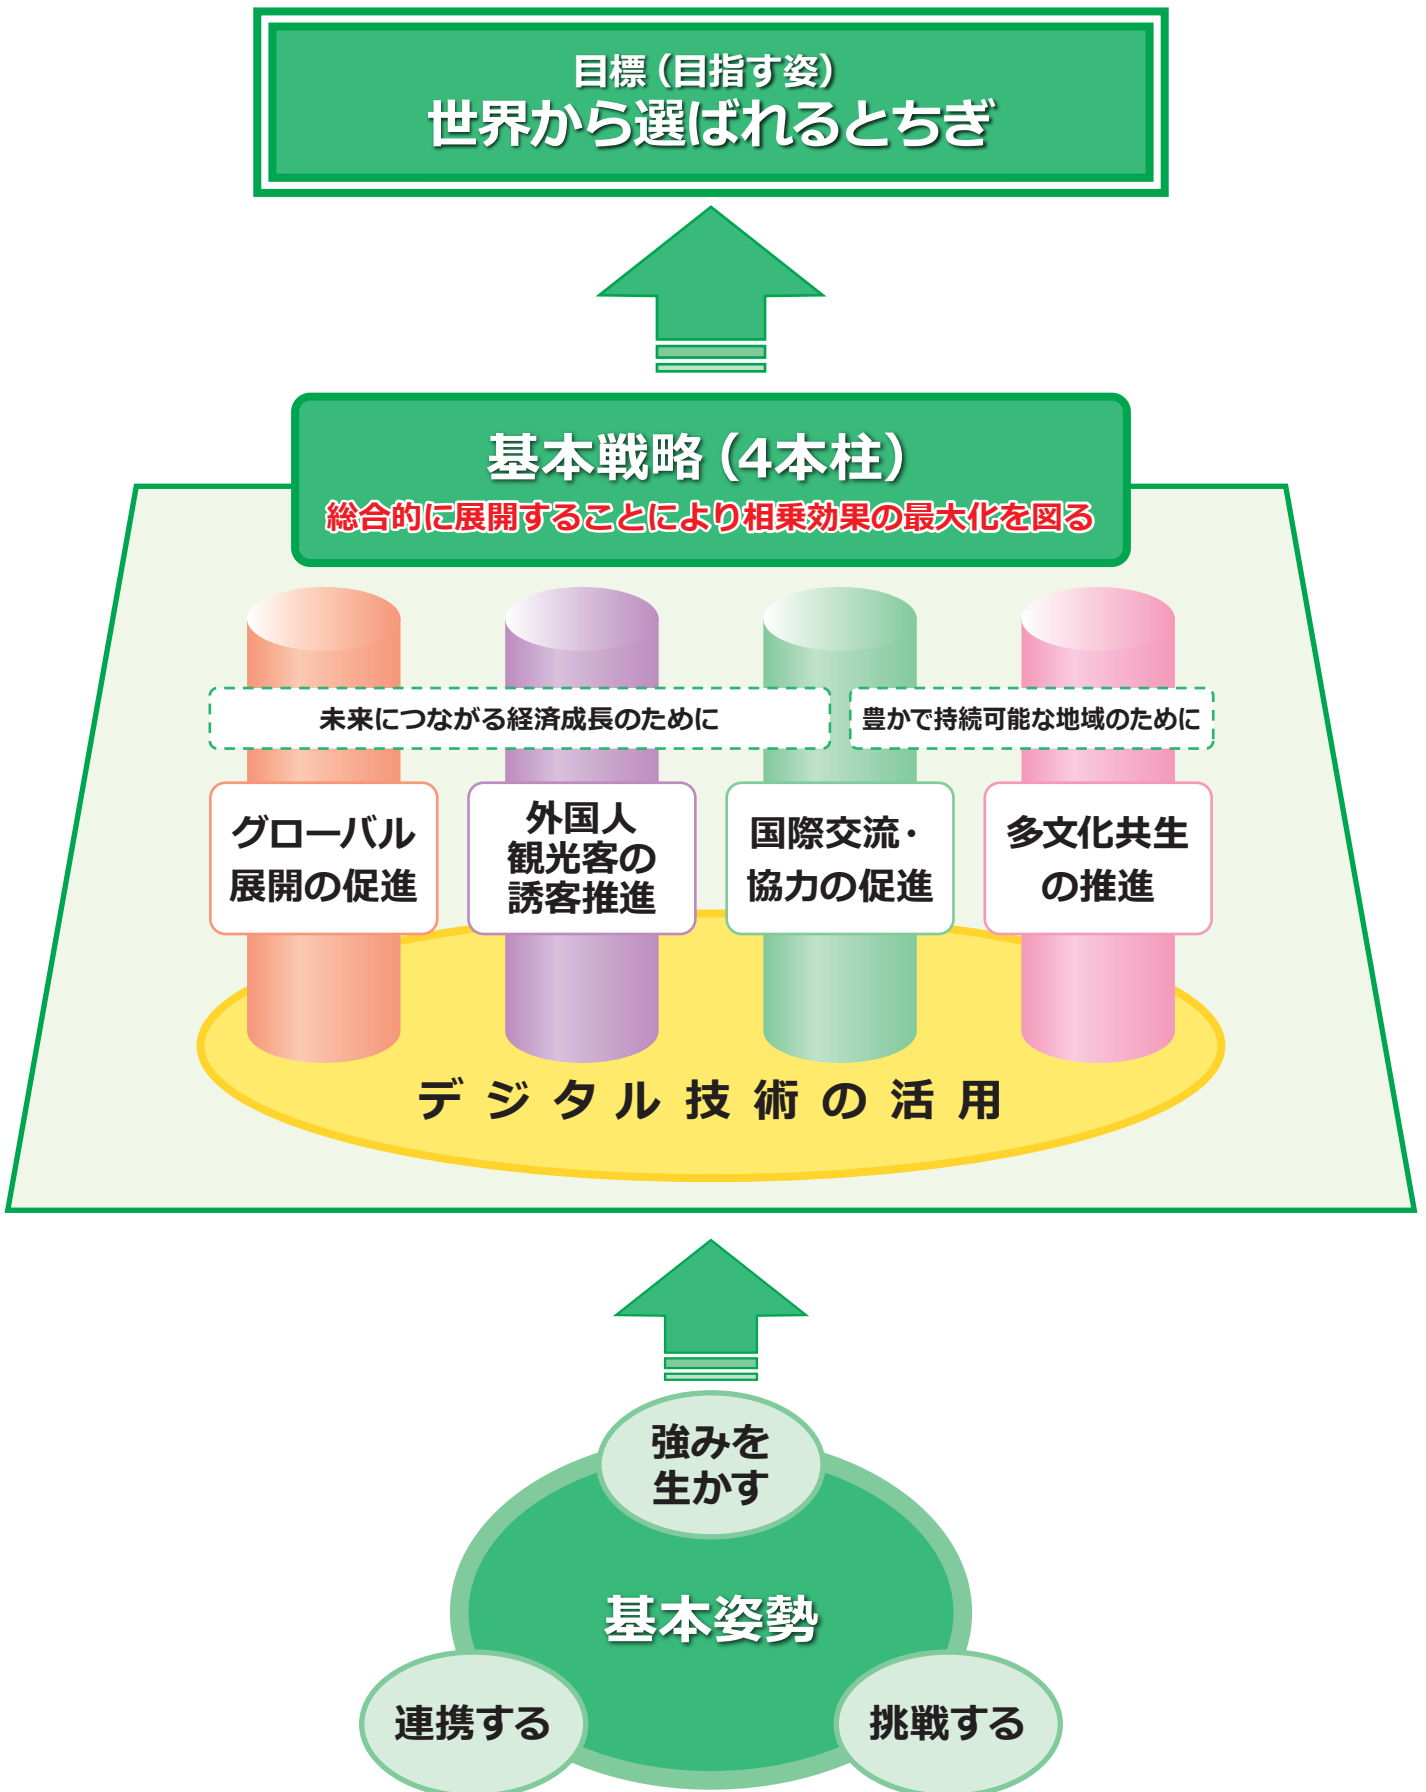 目標（目指す姿）
世界から選ばれるとちぎ
基本戦略（4本柱）
総合的に展開することにより相乗効果の最大化を図る
未来につながる経済成長のために
豊かで持続可能な地域のために
グローバル
展開の促進
外国人
観光客の
誘客推進
国際交流・
協力の促進
多文化共生
の推進
デジタル技術の活用
強みを
生かす
基本姿勢
連携する
挑戦する